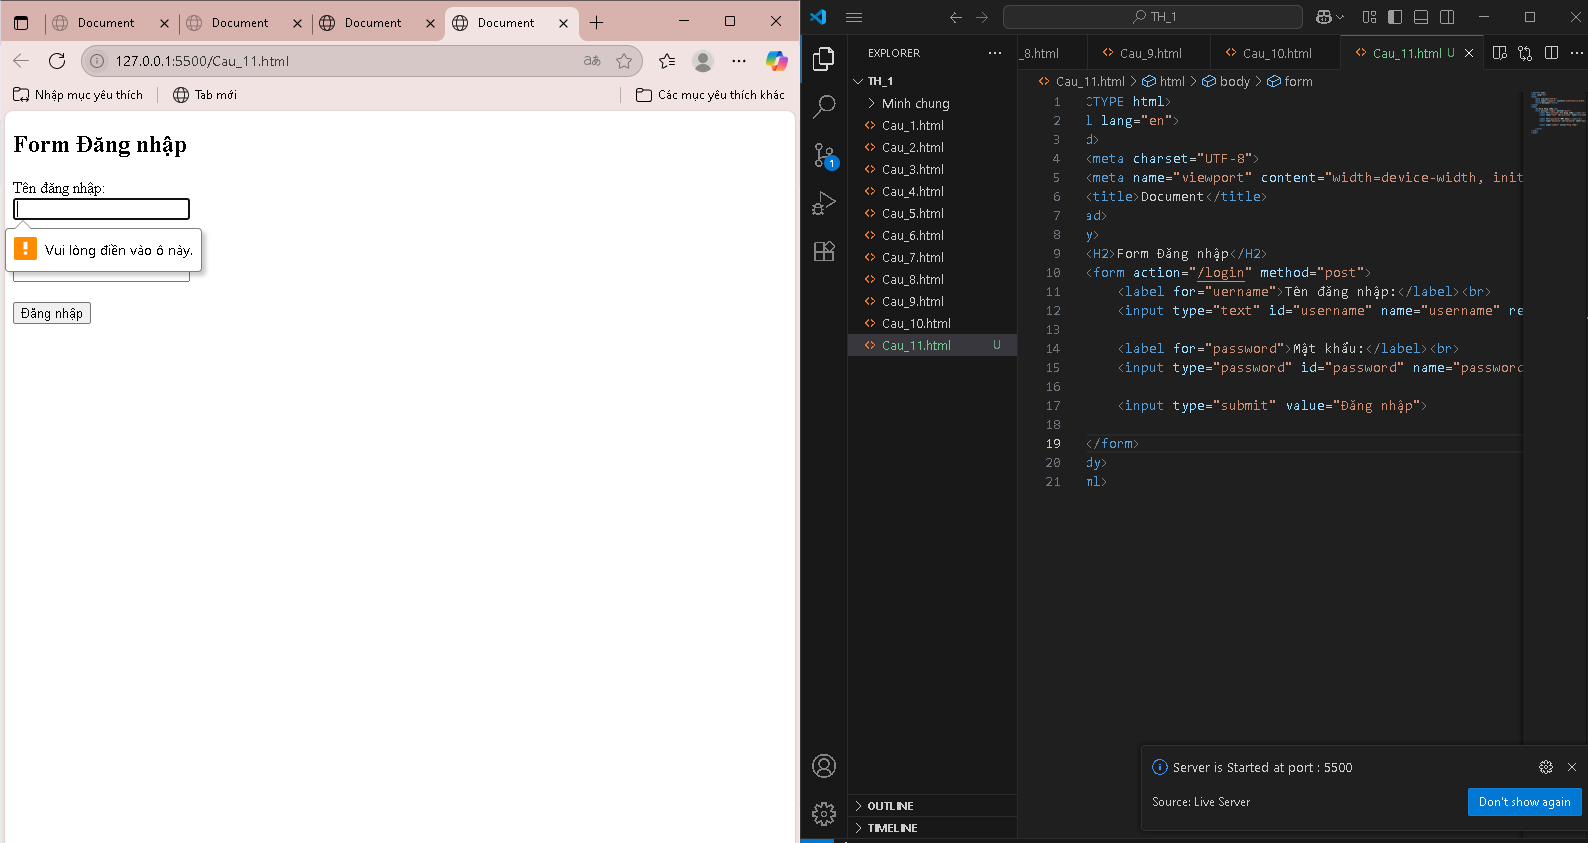 Document
Document
Document
Document
127.0.0.1:5500/Cau_11.html
Nhập mục yêu thích
Tab mới
Các mục yêu thích khác
Form Đăng nhập
Tên đăng nhập:
Vui lòng điền vào ô này.
Đăng nhập
TH_1
EXPLORER
TH_1
Minh chung
Cau_1.html
Cau_2.html
Cau_3.html
Cau_4.html
Cau_5.html
Cau_6.html
Cau_7.html
Cau_8.html
Cau_9.html
Cau_10.html
Cau_11.html U
OUTLINE
TIMELINE
1
_8.html
Cau_9.html
Cau_10.html
Cau_11.html U
Cau_11.html > html > body > form
1 CTYPE html>
2 l lang="en">
3 d>
4 <meta charset="UTF-8">
5 <meta name="viewport" content="width=device-width, init
6 <title>Document</title>
7 ad>
8 y>
9 <H2>Form Đăng nhập</H2>
10 <form action="/login" method="post">
11 <label for="uername">Tên đăng nhập:</label><br>
12 <input type="text" id="username" name="username" re
13
14 <label for="password">Mật khẩu:</label><br>
15 <input type="password" id="password" name="password
16
17 <input type="submit" value="Đăng nhập">
18
19 </form>
20 dy>
21 ml>
Server is Started at port : 5500
Source: Live Server
Don't show again